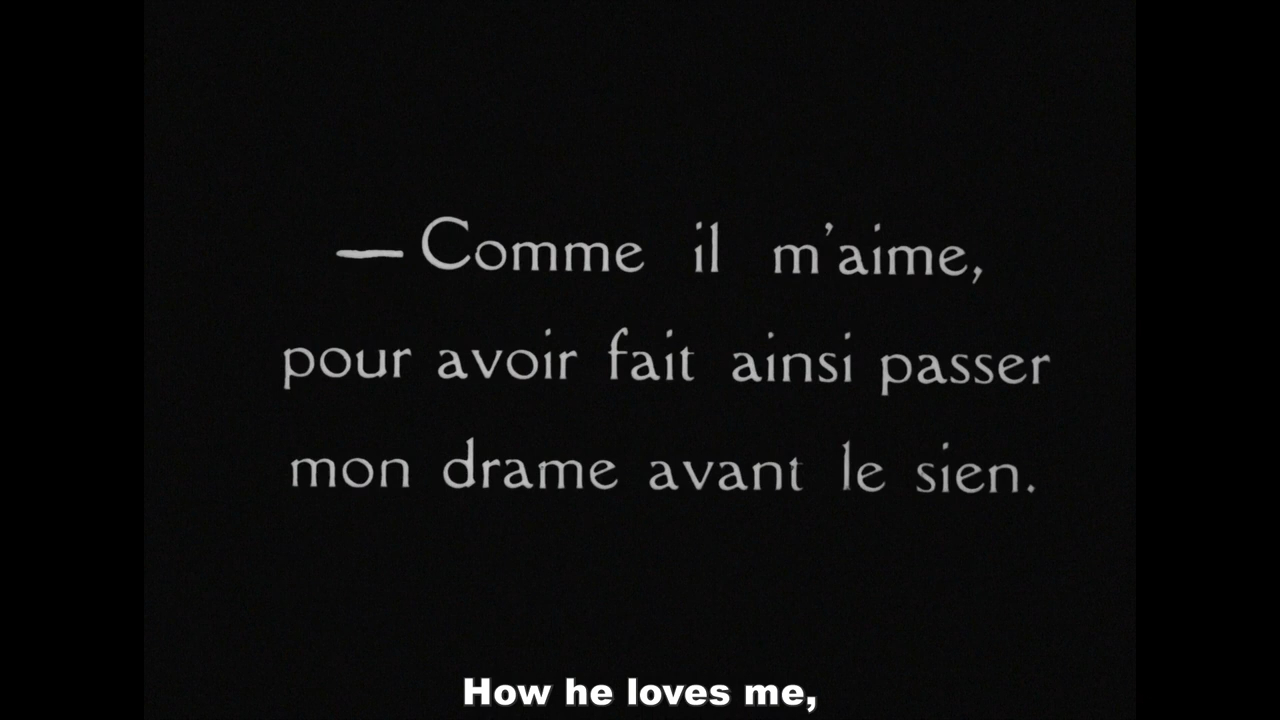 — Comme il m'aime,
pour avoir fait ainsi passer
mon drame avant le sien.
How he loves me,